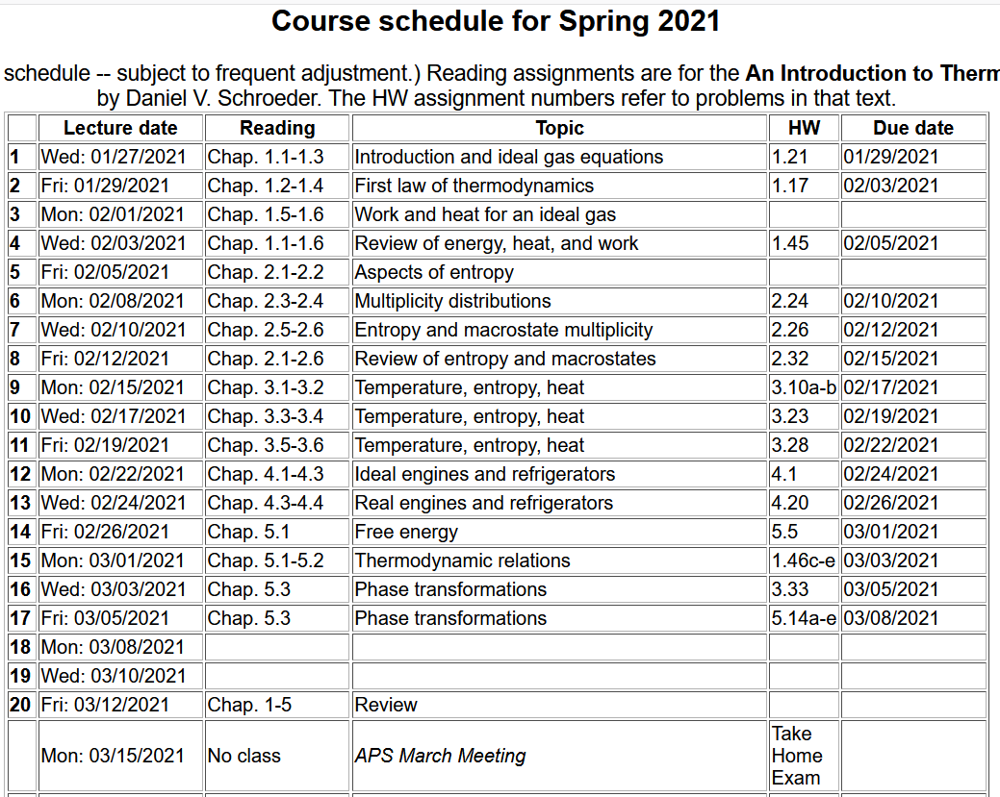 Course schedule for Spring 2021
schedule -- subject to frequent adjustment.) Reading assignments are for the An Introduction to Therm
by Daniel V. Schroeder. The HW assignment numbers refer to problems in that text.
Lecture date Reading Topic HW Due date
1 Wed: 01/27/2021 Chap. 1.1-1.3 Introduction and ideal gas equations 1.21 01/29/2021
2 Fri: 01/29/2021 Chap. 1.2-1.4 First law of thermodynamics 1.17 02/03/2021
3 Mon: 02/01/2021 Chap. 1.5-1.6 Work and heat for an ideal gas
4 Wed: 02/03/2021 Chap. 1.1-1.6 Review of energy, heat, and work 1.45 02/05/2021
5 Fri: 02/05/2021 Chap. 2.1-2.2 Aspects of entropy
6 Mon: 02/08/2021 Chap. 2.3-2.4 Multiplicity distributions 2.24 02/10/2021
7 Wed: 02/10/2021 Chap. 2.5-2.6 Entropy and macrostate multiplicity 2.26 02/12/2021
8 Fri: 02/12/2021 Chap. 2.1-2.6 Review of entropy and macrostates 2.32 02/15/2021
9 Mon: 02/15/2021 Chap. 3.1-3.2 Temperature, entropy, heat 3.10a-b 02/17/2021
10 Wed: 02/17/2021 Chap. 3.3-3.4 Temperature, entropy, heat 3.23 02/19/2021
11 Fri: 02/19/2021 Chap. 3.5-3.6 Temperature, entropy, heat 3.28 02/22/2021
12 Mon: 02/22/2021 Chap. 4.1-4.3 Ideal engines and refrigerators 4.1 02/24/2021
13 Wed: 02/24/2021 Chap. 4.3-4.4 Real engines and refrigerators 4.20 02/26/2021
14 Fri: 02/26/2021 Chap. 5.1 Free energy 5.5 03/01/2021
15 Mon: 03/01/2021 Chap. 5.1-5.2 Thermodynamic relations 1.46c-e 03/03/2021
16 Wed: 03/03/2021 Chap. 5.3 Phase transformations 3.33 03/05/2021
17 Fri: 03/05/2021 Chap. 5.3 Phase transformations 5.14a-e 03/08/2021
18 Mon: 03/08/2021
19 Wed: 03/10/2021
20 Fri: 03/12/2021 Chap. 1-5 Review
Mon: 03/15/2021 No class APS March Meeting Take
Home
Exam